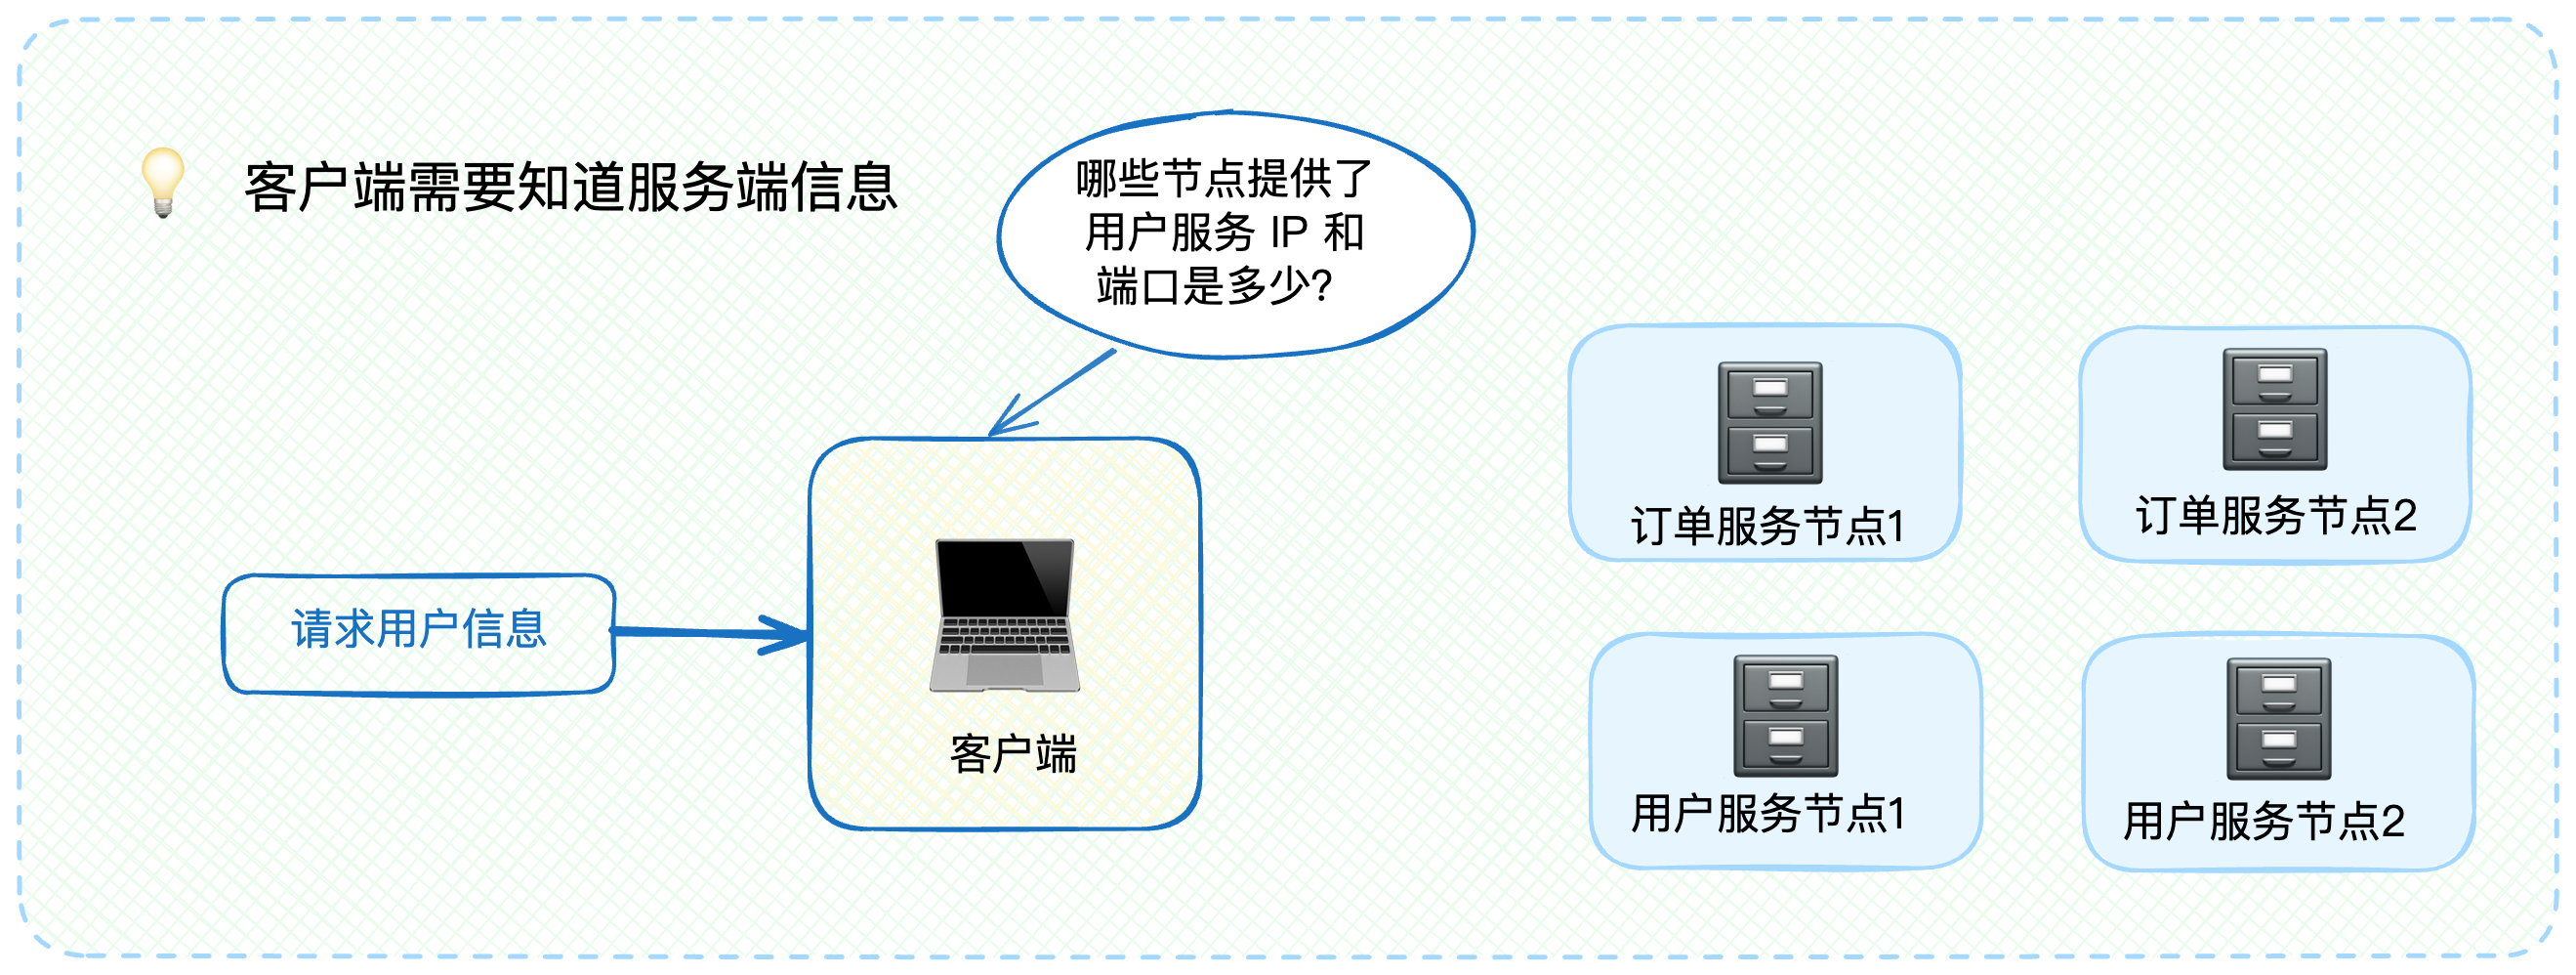 客户端需要知道服务端信息
哪些节点提供了
用户服务 IP 和
端口是多少?
订单服务节点1
订单服务节点2
请求用户信息
客户端
用户服务节点1
用户服务节点2